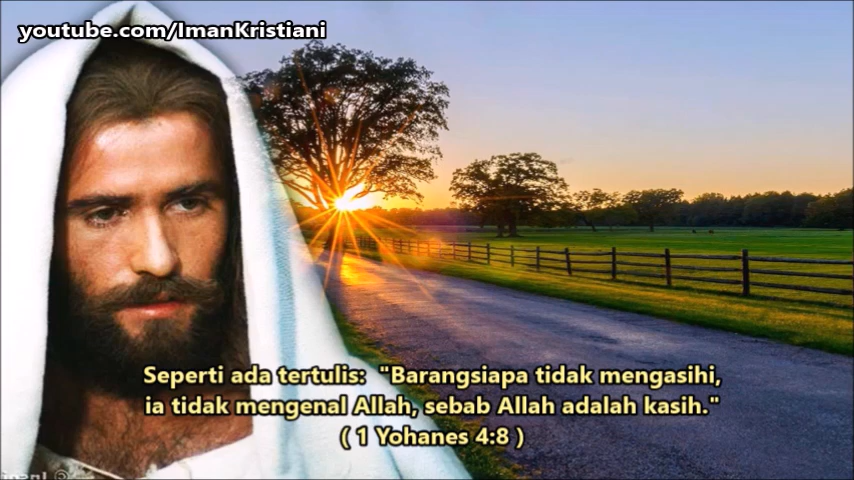 youtube.com/ImanKristiani
Seperti ada tertulis: "Barangsiapa tidak mengasihi,
ia tidak mengenal Allah, sebab Allah adalah kasih."
( 1 Yohanes 4:8 )